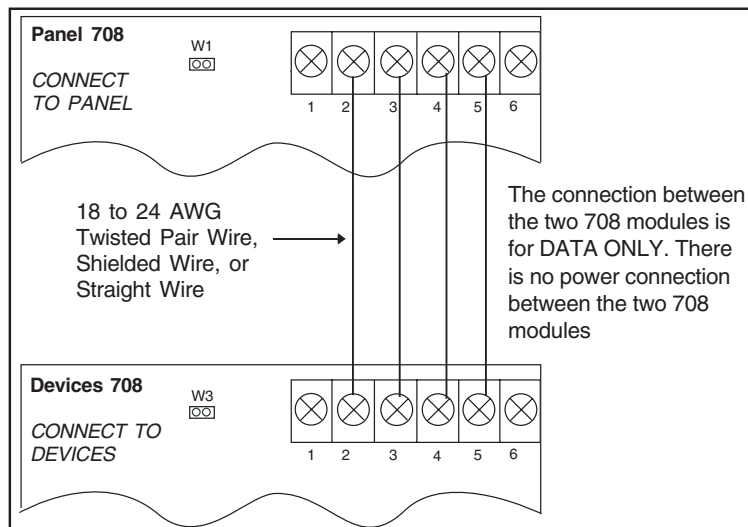 Panel 708
W1
CONNECT
TO PANEL
1 2 3 4 5 6
18 to 24 AWG
Twisted Pair Wire,
Shielded Wire, or
Straight Wire
The connection between
the two 708 modules is
for DATA ONLY. There
is no power connection
between the two 708
modules
Devices 708
W3
CONNECT TO
DEVICES
1 2 3 4 5 6